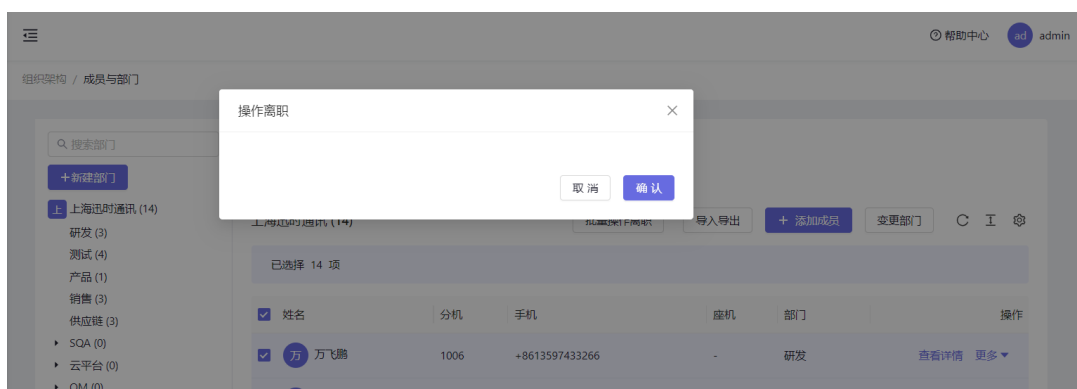 帮助中心 ad admin
组织架构 / 成员与部门
操作离职
搜索部门
+新建部门
取 消 确 认
上 上海迅时通讯 (14)
研发 (3)
测试 (4)
产品 (1)
销售 (3)
供应链 (3)
SQA (0)
云平台 (0)
OM (0)
上海迅时通讯 (14) 批量操作离职 导入导出 + 添加成员 变更部门
已选择 14 项
姓名 分机 手机 座机 部门 操作
万 万飞鹏 1006 +8613597433266 - 研发 查看详情 更多